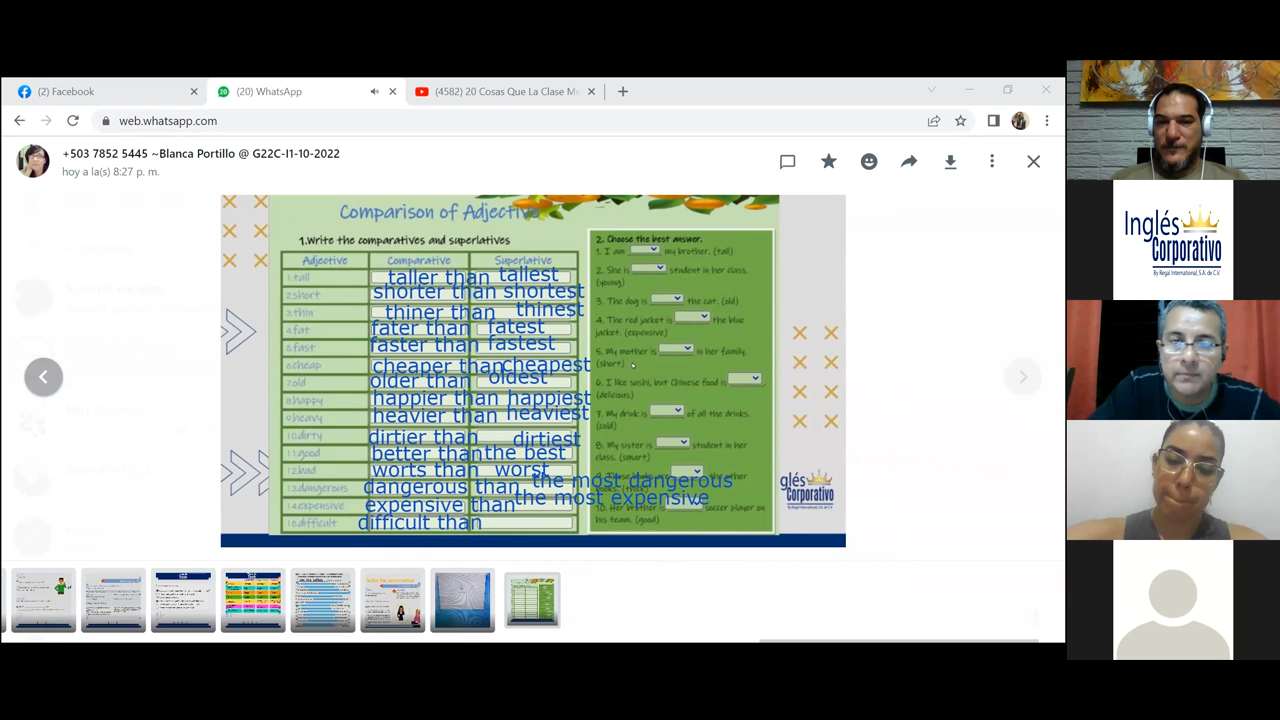 (2) Facebook
(20) WhatsApp
(4582) 20 Cosas Que La Clase Me
web.whatsapp.com
+503 7852 5445 ~Blanca Portillo @ G22C-I1-10-2022
hoy a la(s) 8:27 p. m.
Comparison of Adjective
1.Write the comparatives and superlatives
Adjective Comparative Superlative
1.tall taller than tallest
2.short shorter than shortest
3.thin thiner than thinest
4.fat fater than fatest
5.fast faster than fastest
6.cheap cheaper than cheapest
7.old older than oldest
8.happy happier than happiest
9.heavy heavier than heaviest
10.dirty dirtier than dirtiest
11.good better than the best
12.bad worts than worst
13.dangerous dangerous than the most dangerous
14.expensive expensive than the most expensive
15.difficult difficult than
2. Choose the best answer.
1. I am my brother. (tall)
2. She is student in her class.
(young)
3. The dog is the cat. (old)
4. The red jacket is the blue
jacket. (expensive)
5. My mother is in her family.
(short)
6. I like sushi, but Chinese food is
(delicious)
7. My drink is of all the drinks.
(cold)
8. My sister is student in her
class. (smart)
the other
10. Her brother is soccer player on
his team. (good)
glés
Corporativo
Inglés
Corporativo
By Regal International, S.A. de C.V.